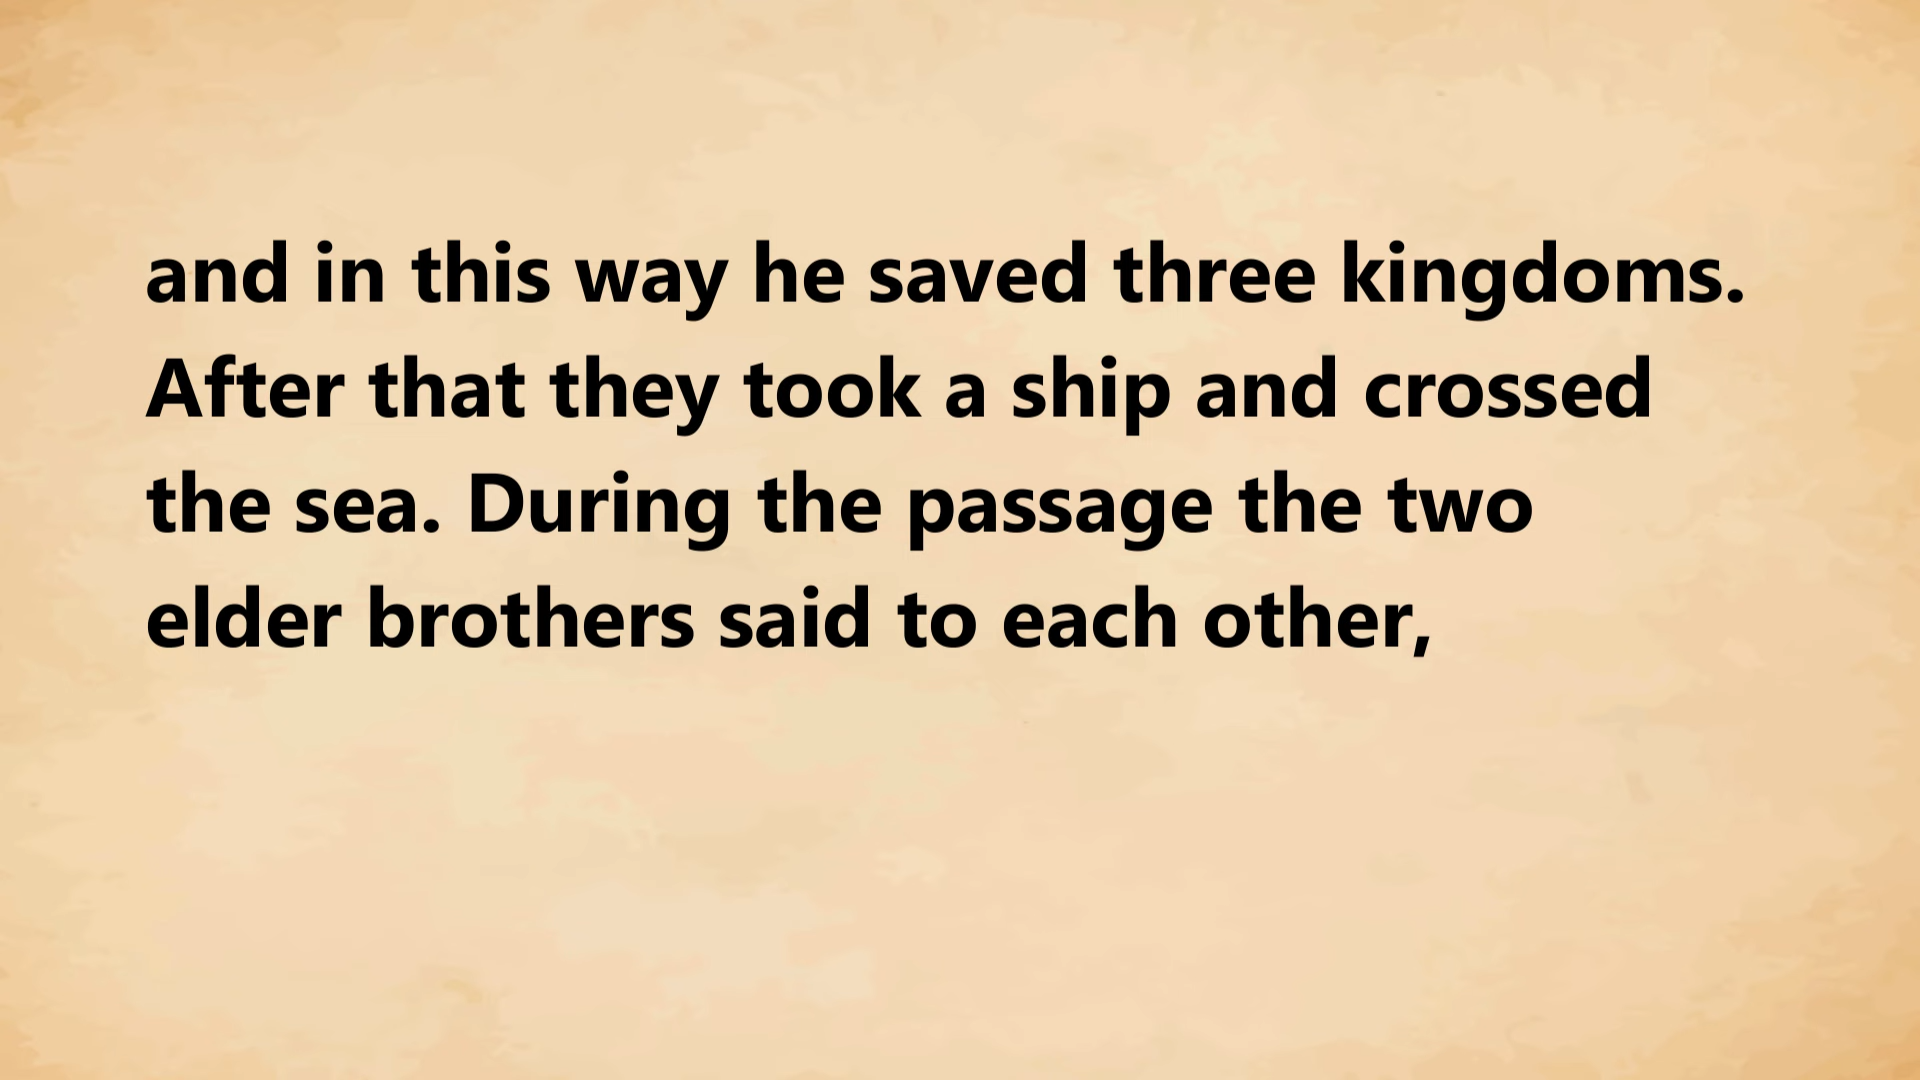 and in this way he saved three kingdoms.
After that they took a ship and crossed
the sea. During the passage the two
elder brothers said to each other,